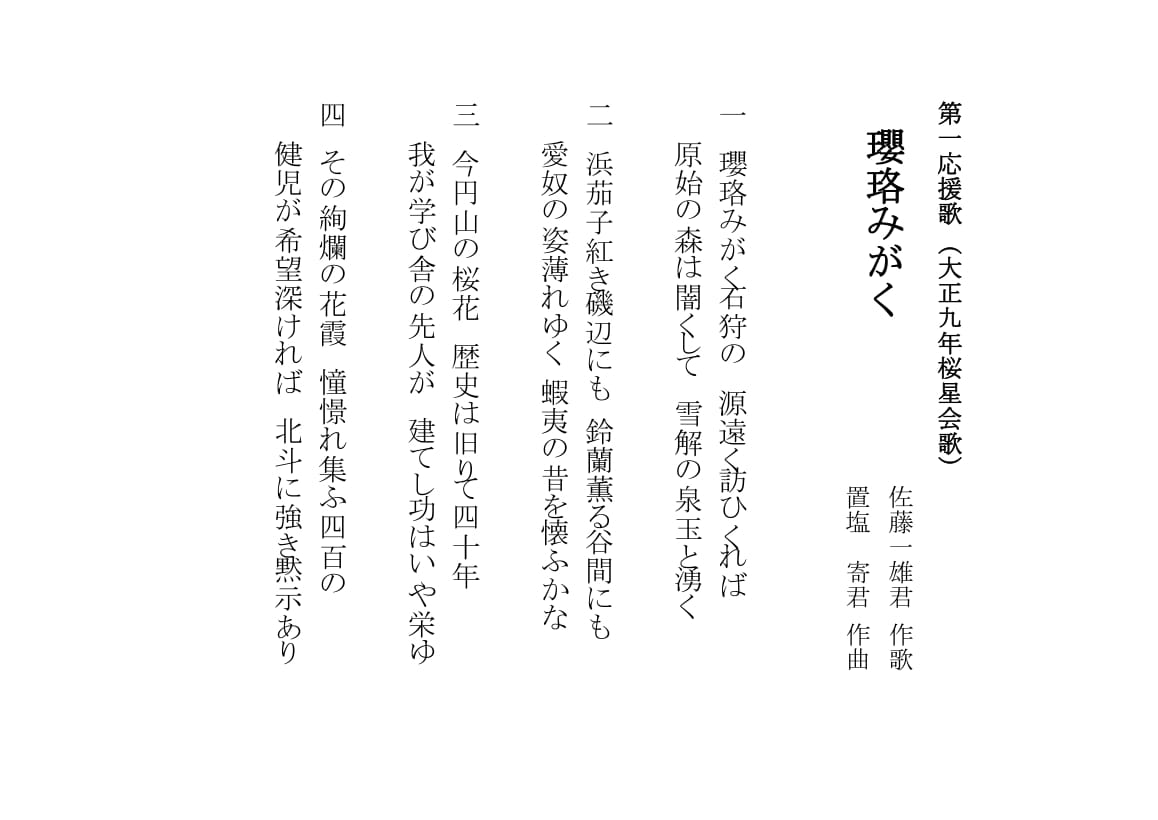 第一応援歌（大正九年桜星会歌）
瓔珞みがく
佐藤一雄君 作歌
置塩　寄君 作曲
一　瓔珞みがく石狩の　源遠く訪ひくれば
原始の森は闇くして　雪解の泉玉と湧く
二　浜茄子紅き磯辺にも　鈴蘭薫る谷間にも
愛奴の姿薄れゆく　蝦夷の昔を懐ふかな
三　今円山の桜花　歴史は旧りて四十年
我が学び舎の先人が　建てし功はいや栄ゆ
四　その絢爛の花霞　憧憬れ集ふ四百の
健児が希望深ければ　北斗に強き黙示あり